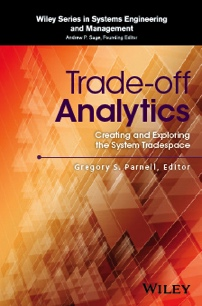 Wiley Series in Systems Engineering
and Management
Andrew P. Sage, Founding Editor
Trade-off
Analytics
Creating and Exploring
the System Tradespace
Gregory S. Parnell, Editor
WILEY